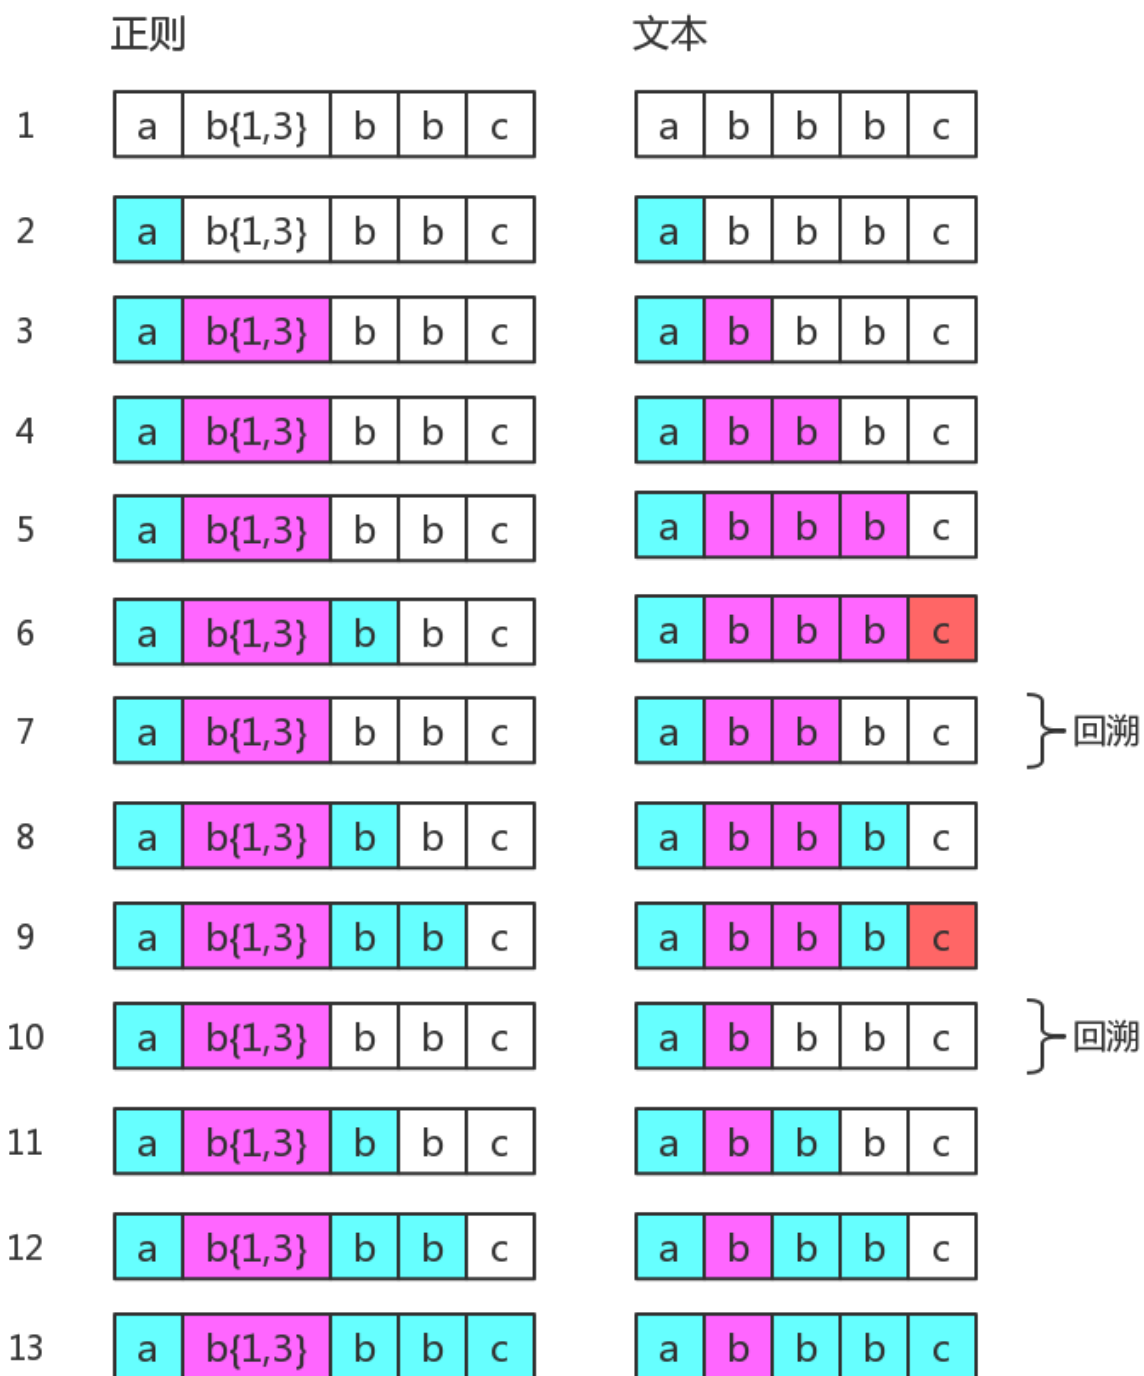 正则 文本
1 a b{1,3} b b c a b b b c
2 a b{1,3} b b c a b b b c
3 a b{1,3} b b c a b b b c
4 a b{1,3} b b c a b b b c
5 a b{1,3} b b c a b b b c
6 a b{1,3} b b c a b b b c
7 a b{1,3} b b c a b b b c 回溯
8 a b{1,3} b b c a b b b c
9 a b{1,3} b b c a b b b c
10 a b{1,3} b b c a b b b c 回溯
11 a b{1,3} b b c a b b b c
12 a b{1,3} b b c a b b b c
13 a b{1,3} b b c a b b b c